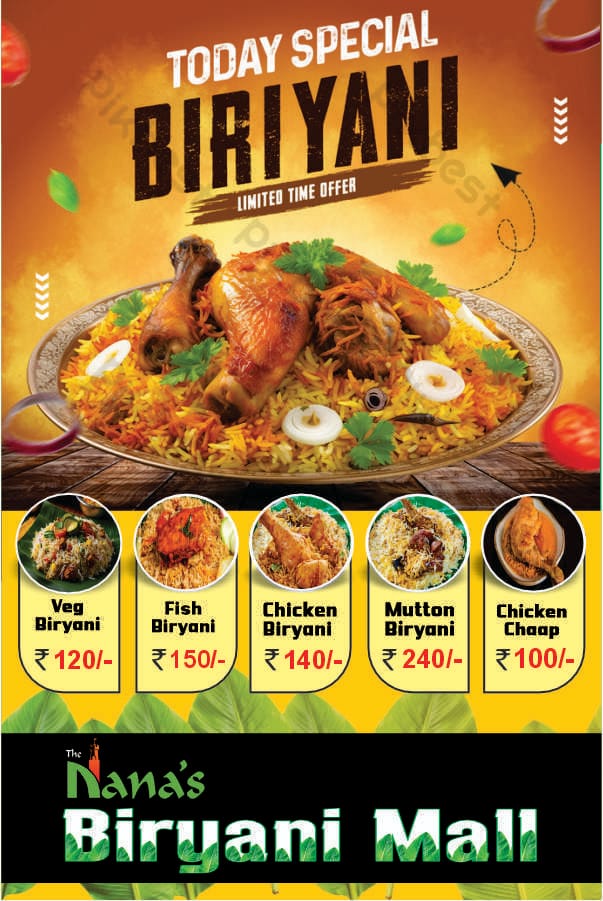 TODAY SPECIAL
BIRIYANI
LIMITED TIME OFFER
Veg
Biryani
₹ 120/-
Fish
Biryani
₹ 150/-
Chicken
Biryani
₹ 140/-
Mutton
Biryani
₹ 240/-
Chicken
Chaap
₹ 100/-
The
Nana's
Biryani Mall